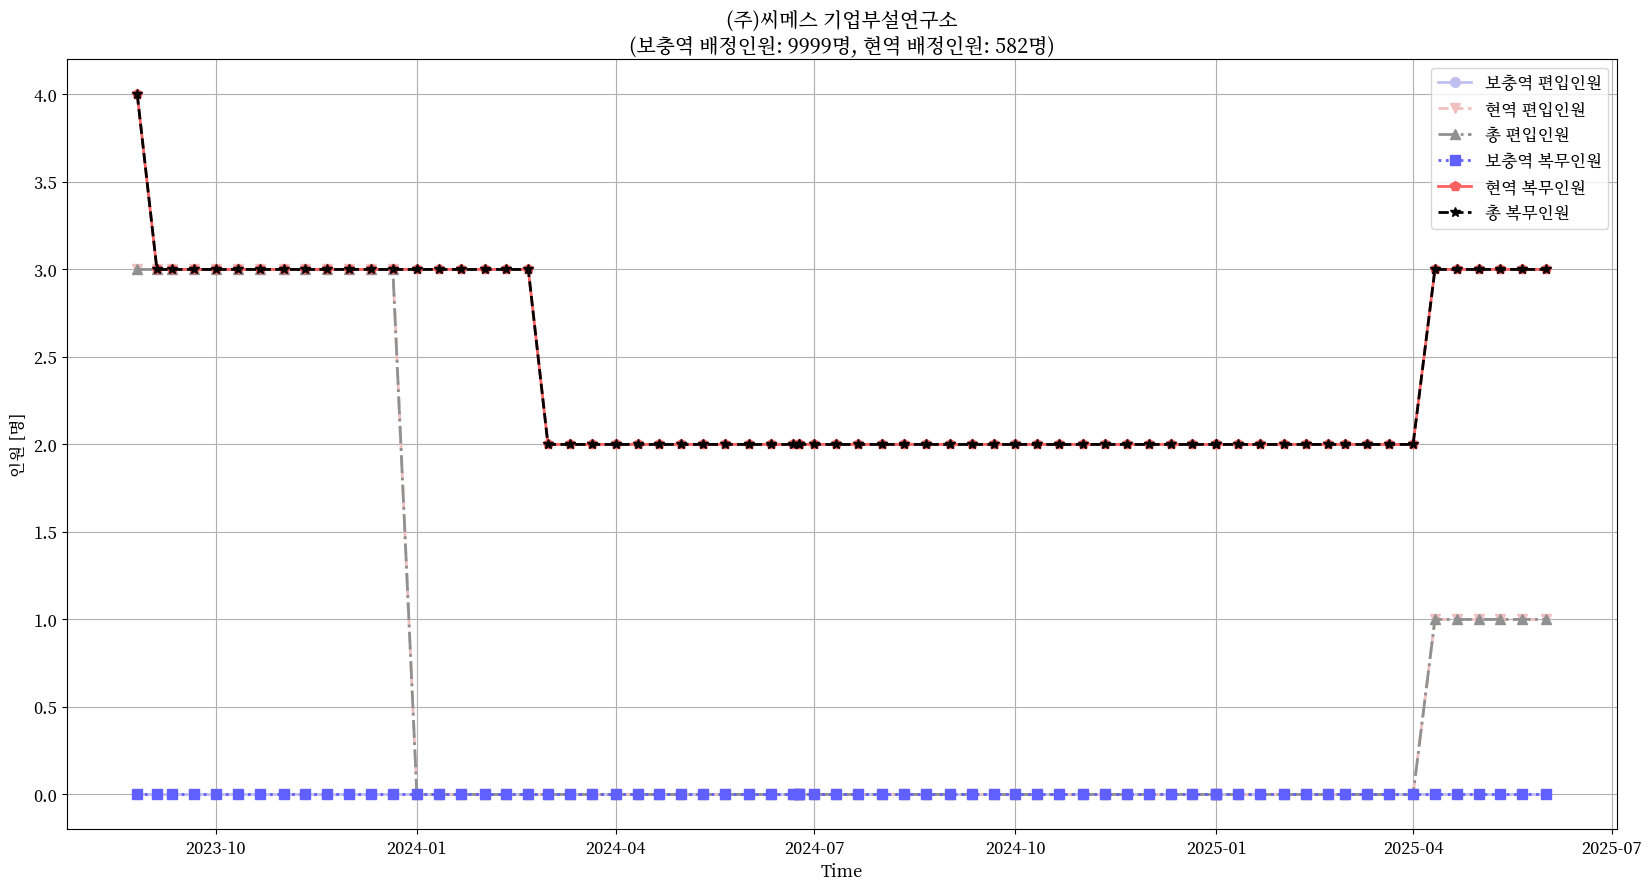 (주)씨메스 기업부설연구소
(보충역 배정인원: 9999명, 현역 배정인원: 582명)
보충역 편입인원
현역 편입인원
총 편입인원
보충역 복무인원
현역 복무인원
총 복무인원
4.0
3.5
3.0
2.5
2.0
1.5
1.0
0.5
0.0
인원 [명]
2023-10 2024-01 2024-04 2024-07 2024-10 2025-01 2025-04 2025-07
Time